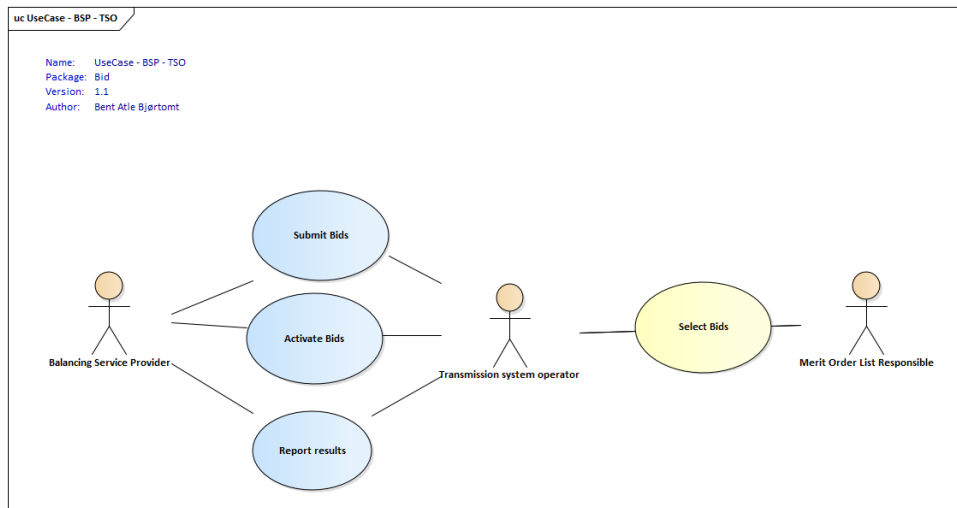 uc UseCase - BSP - TSO
Name: UseCase - BSP - TSO
Package: Bid
Version: 1.1
Author: Bent Atle Bjørtomt
Submit Bids
Activate Bids
Select Bids
Balancing Service Provider
Transmission system operator
Merit Order List Responsible
Report results